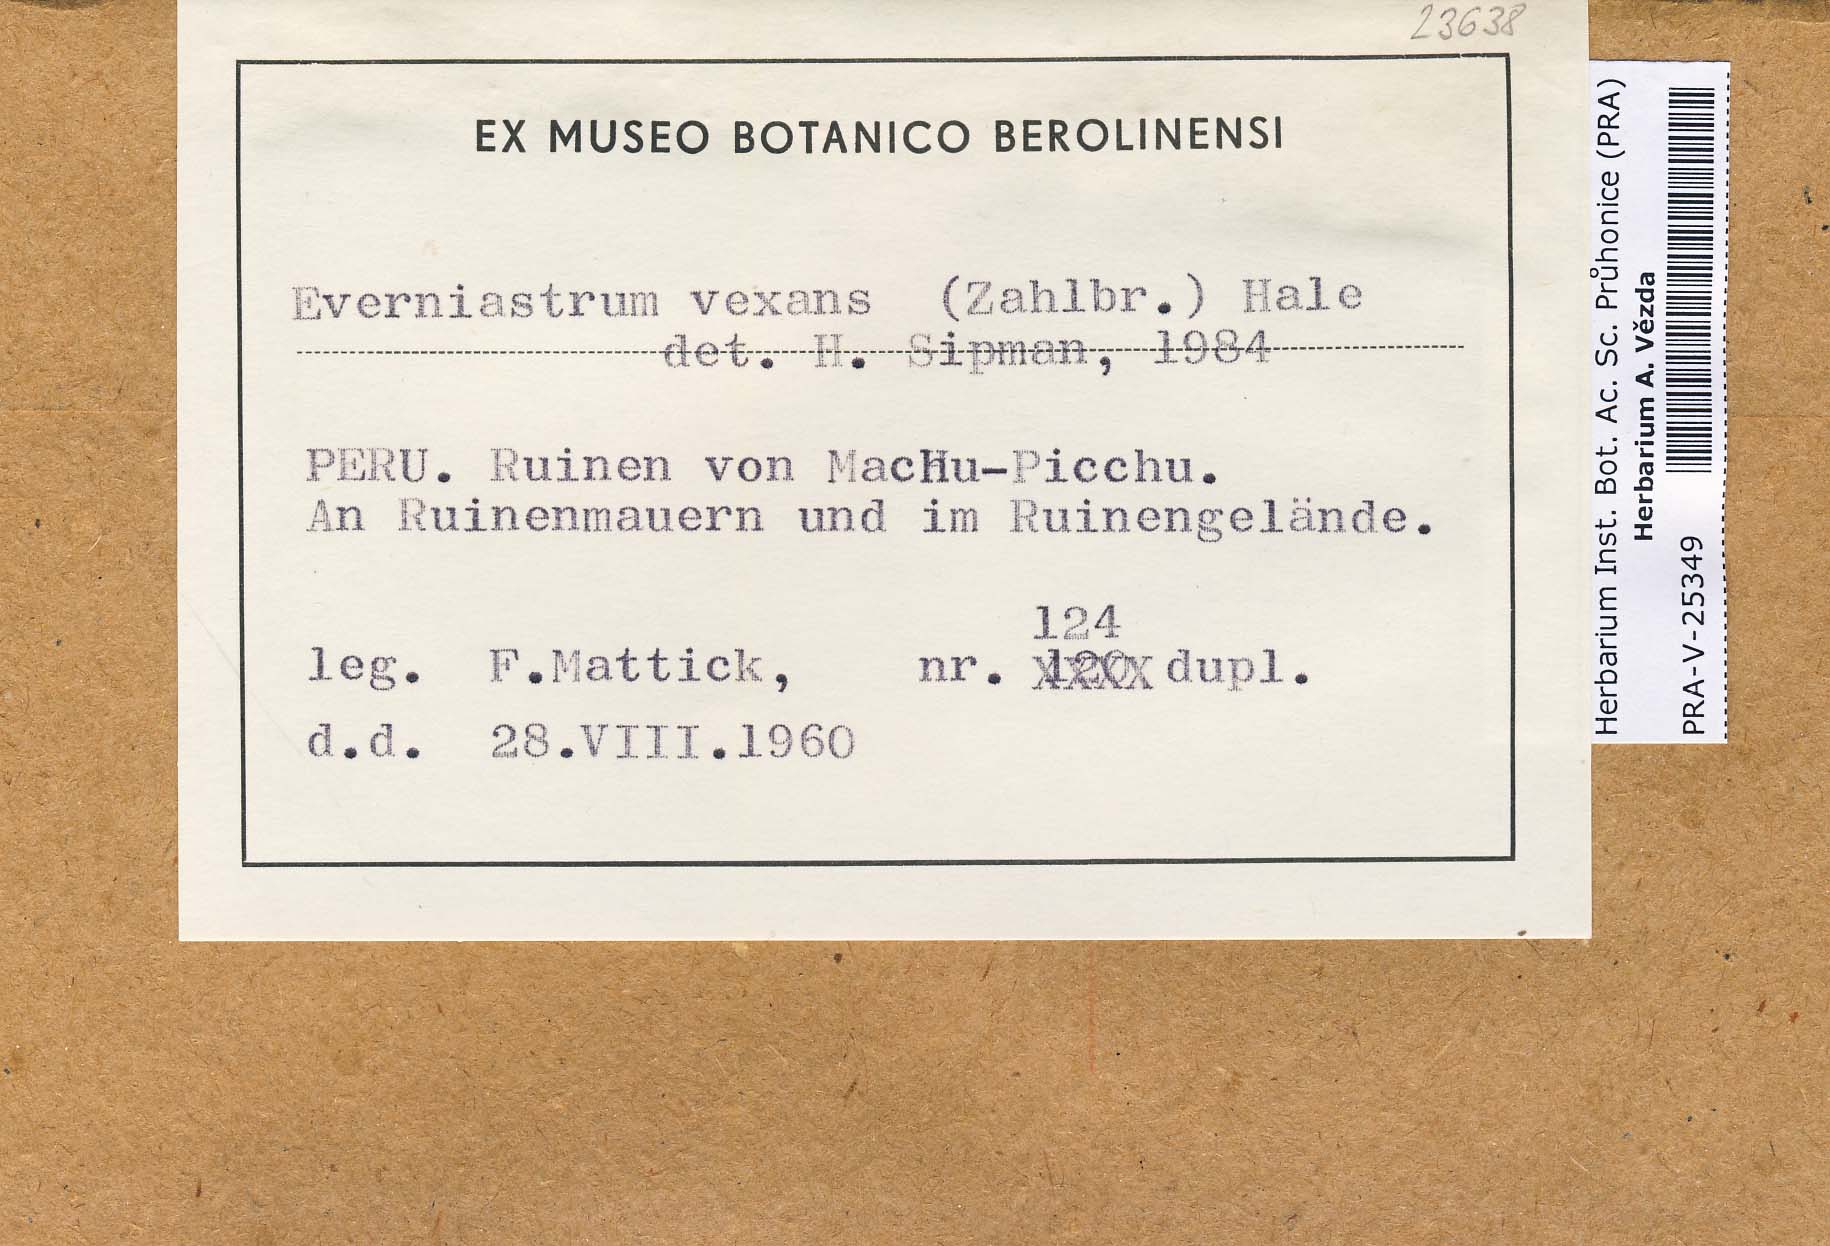 23638
EX MUSEO BOTANICO BEROLINENSI
Everniastrum vexans (Zahlbr.) Hale
det. H. Sipman, 1984
PERU. Ruinen von Machu-Picchu.
An Ruinenmauern und im Ruinengelände.
124
leg. F.Mattick, nr. dupl.
d.d. 28.VIII.1960
Herbarium Inst. Bot. Ac. Sc. Průhonice (PRA)
Herbarium A. Vězda
PRA-V-25349